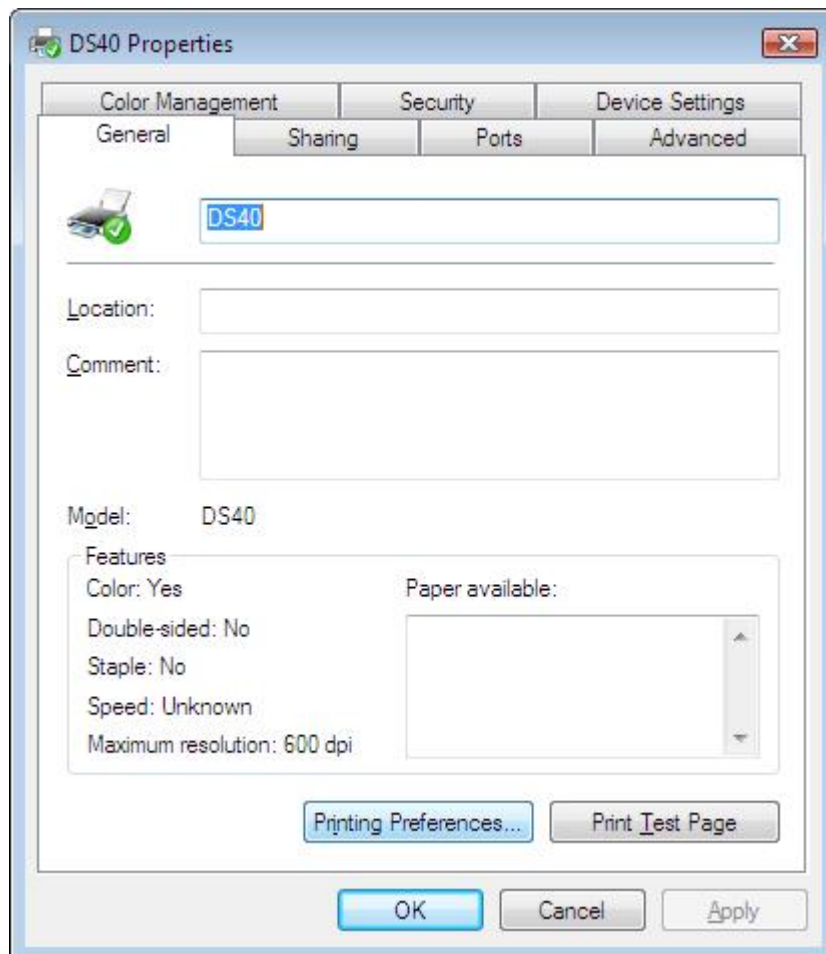 DS40 Properties
Color Management Security Device Settings
General Sharing Ports Advanced
DS40
Location:
Comment:
Model: DS40
Features
Color: Yes Paper available:
Double-sided: No
Staple: No
Speed: Unknown
Maximum resolution: 600 dpi
Printing Preferences... Print Test Page
OK Cancel Apply